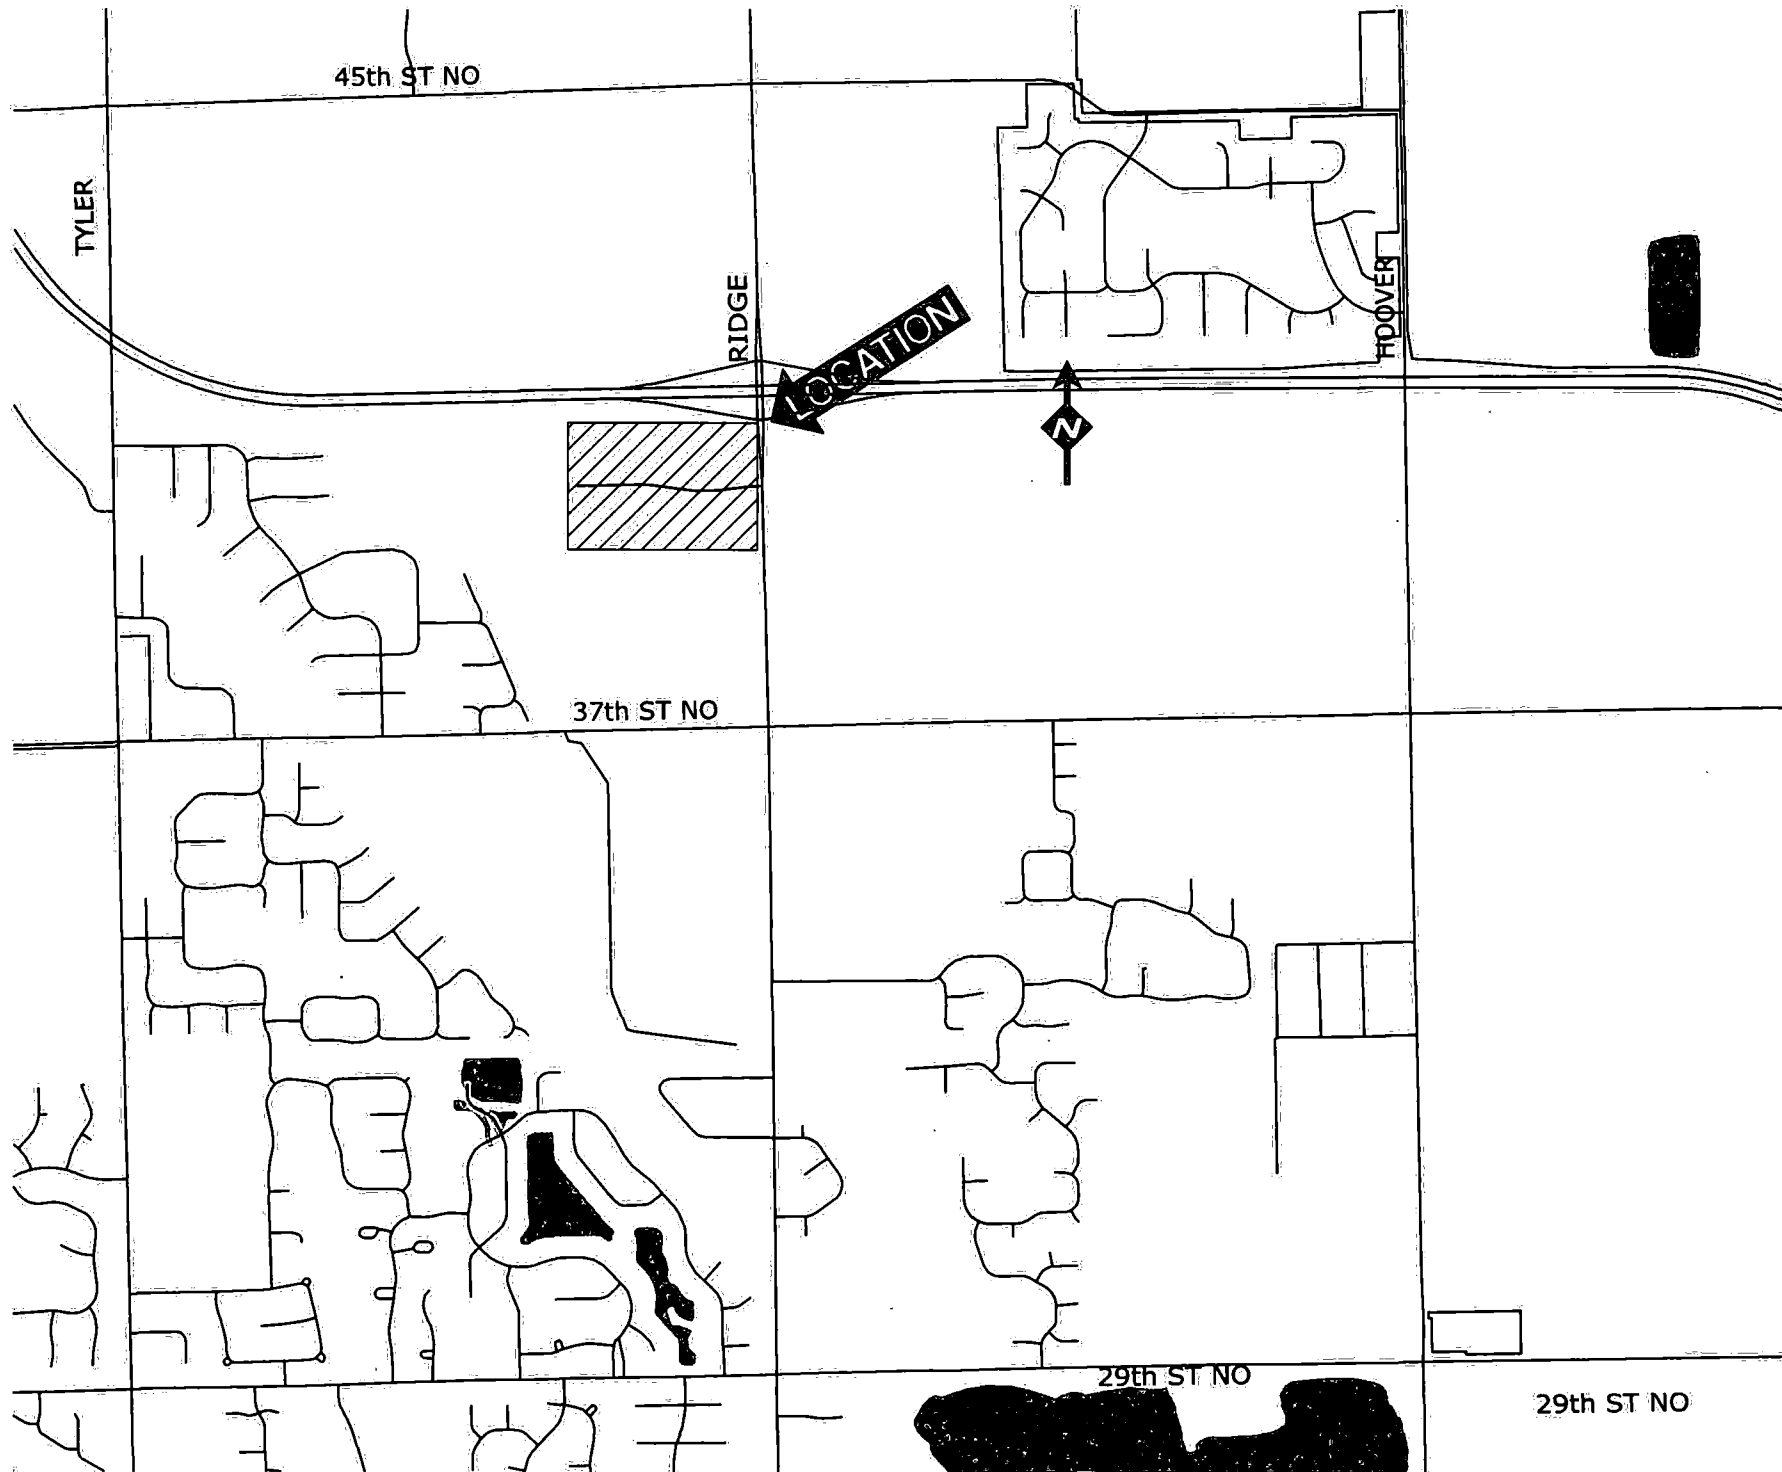 45th ST NO
TYLER
RIDGE
LOCATION
HOOVER
N
37th ST NO
29th ST NO
29th ST NO